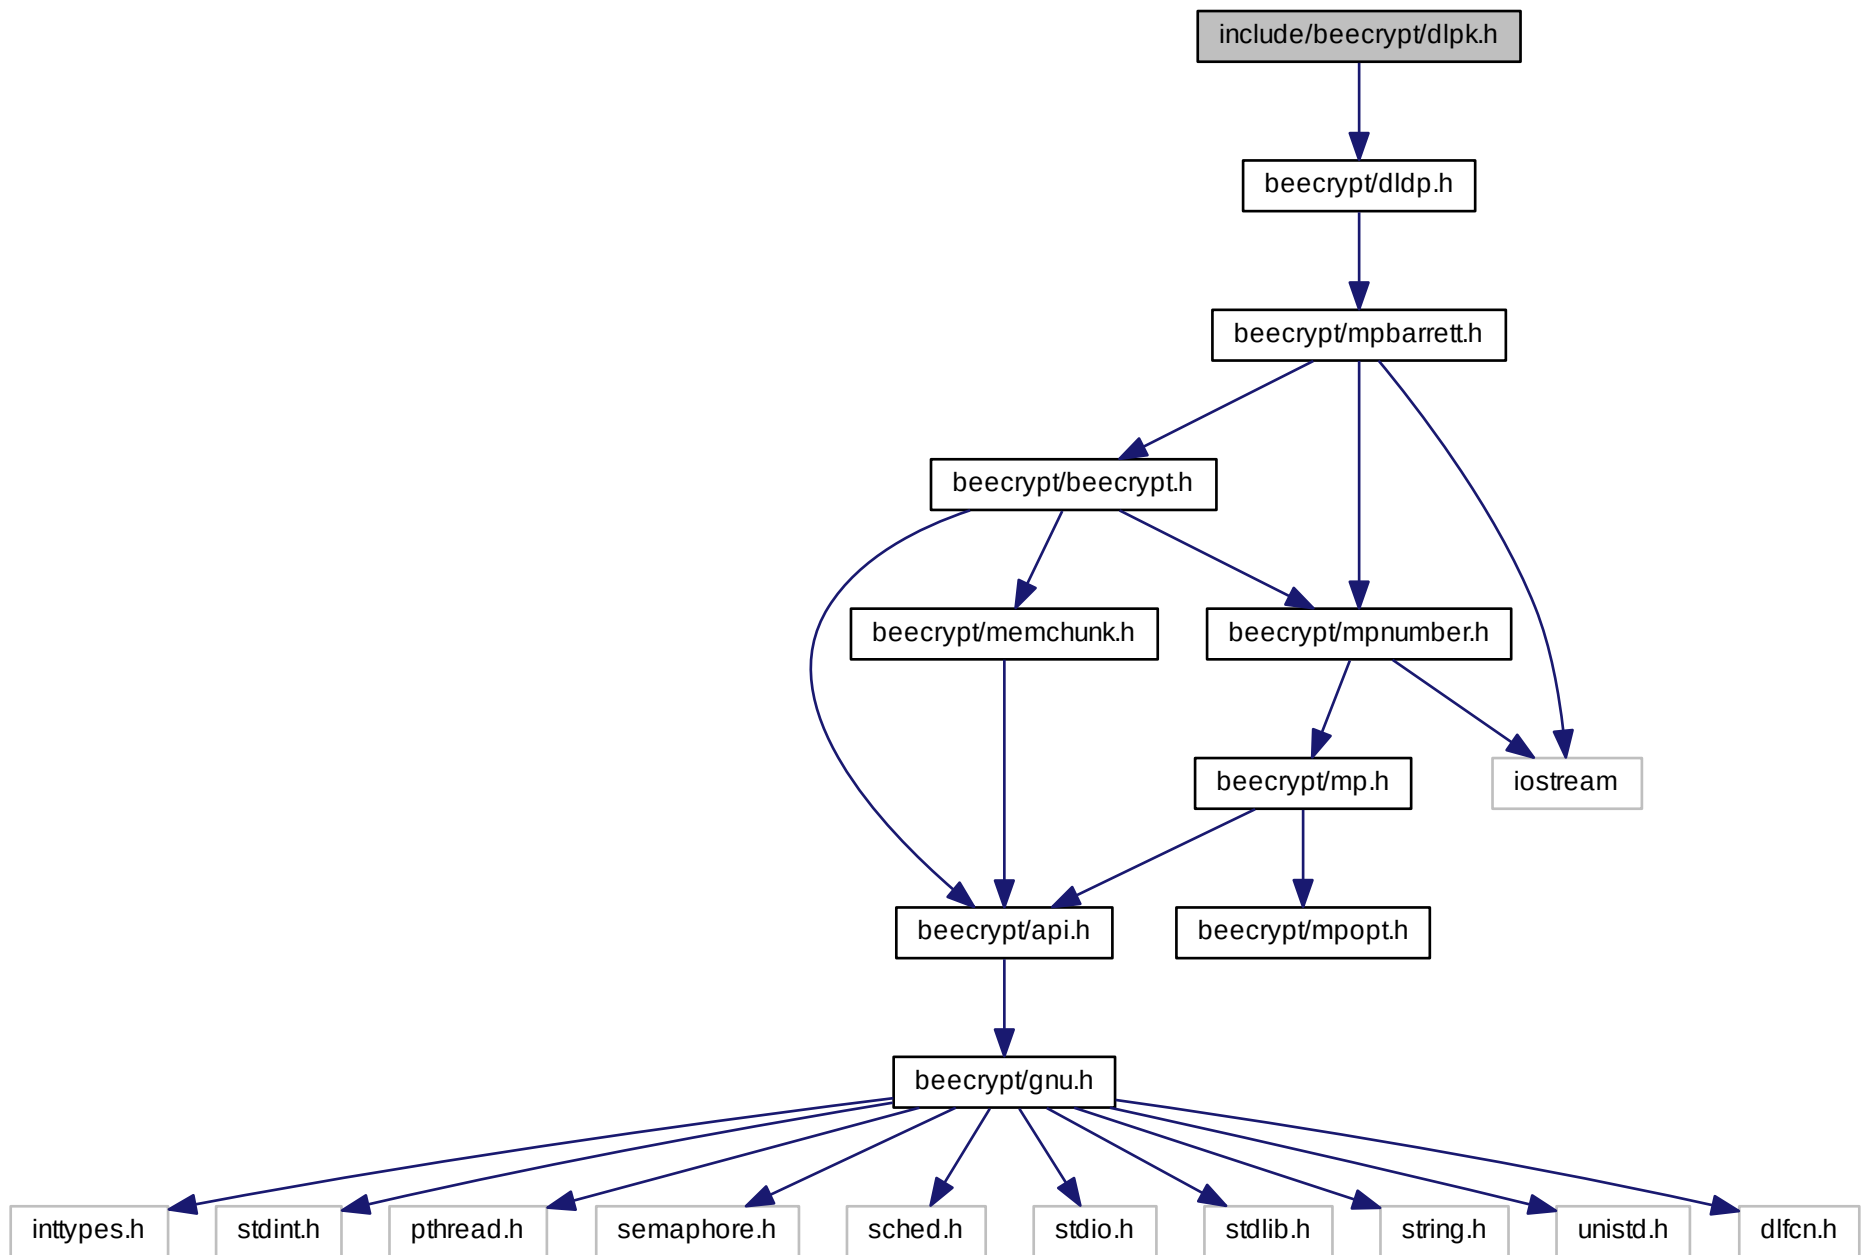 include/beecrypt/dlpk.h
beecrypt/dldp.h
beecrypt/mpbarrett.h
beecrypt/beecrypt.h
beecrypt/memchunk.h
beecrypt/mpnumber.h
beecrypt/mp.h
iostream
beecrypt/api.h
beecrypt/mpopt.h
beecrypt/gnu.h
inttypes.h
stdint.h
pthread.h
semaphore.h
sched.h
stdio.h
stdlib.h
string.h
unistd.h
dlfcn.h